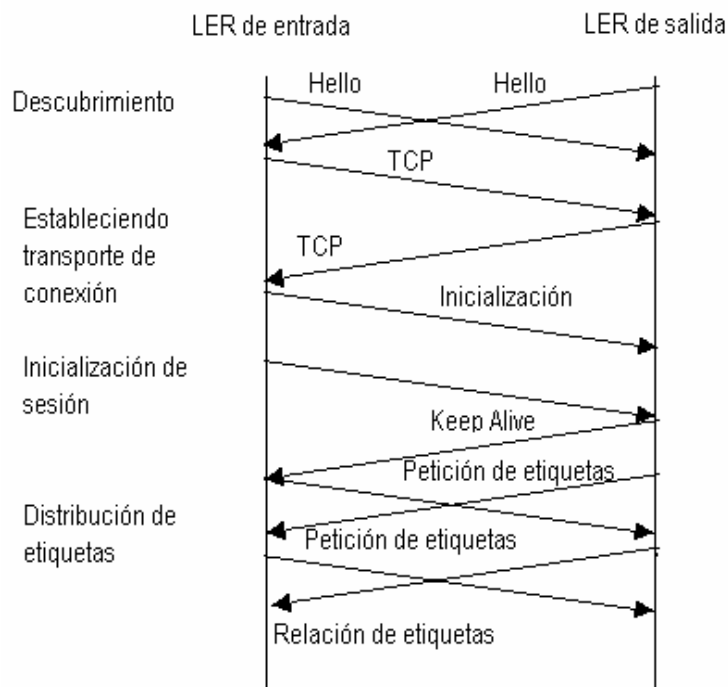 LER de entrada
LER de salida
Hello
Hello
Descubrimiento
TCP
Estableciendo
transporte de
conexión
TCP
Inicialización
Inicialización de
sesión
Keep Alive
Petición de etiquetas
Distribución de
etiquetas
Petición de etiquetas
Relación de etiquetas